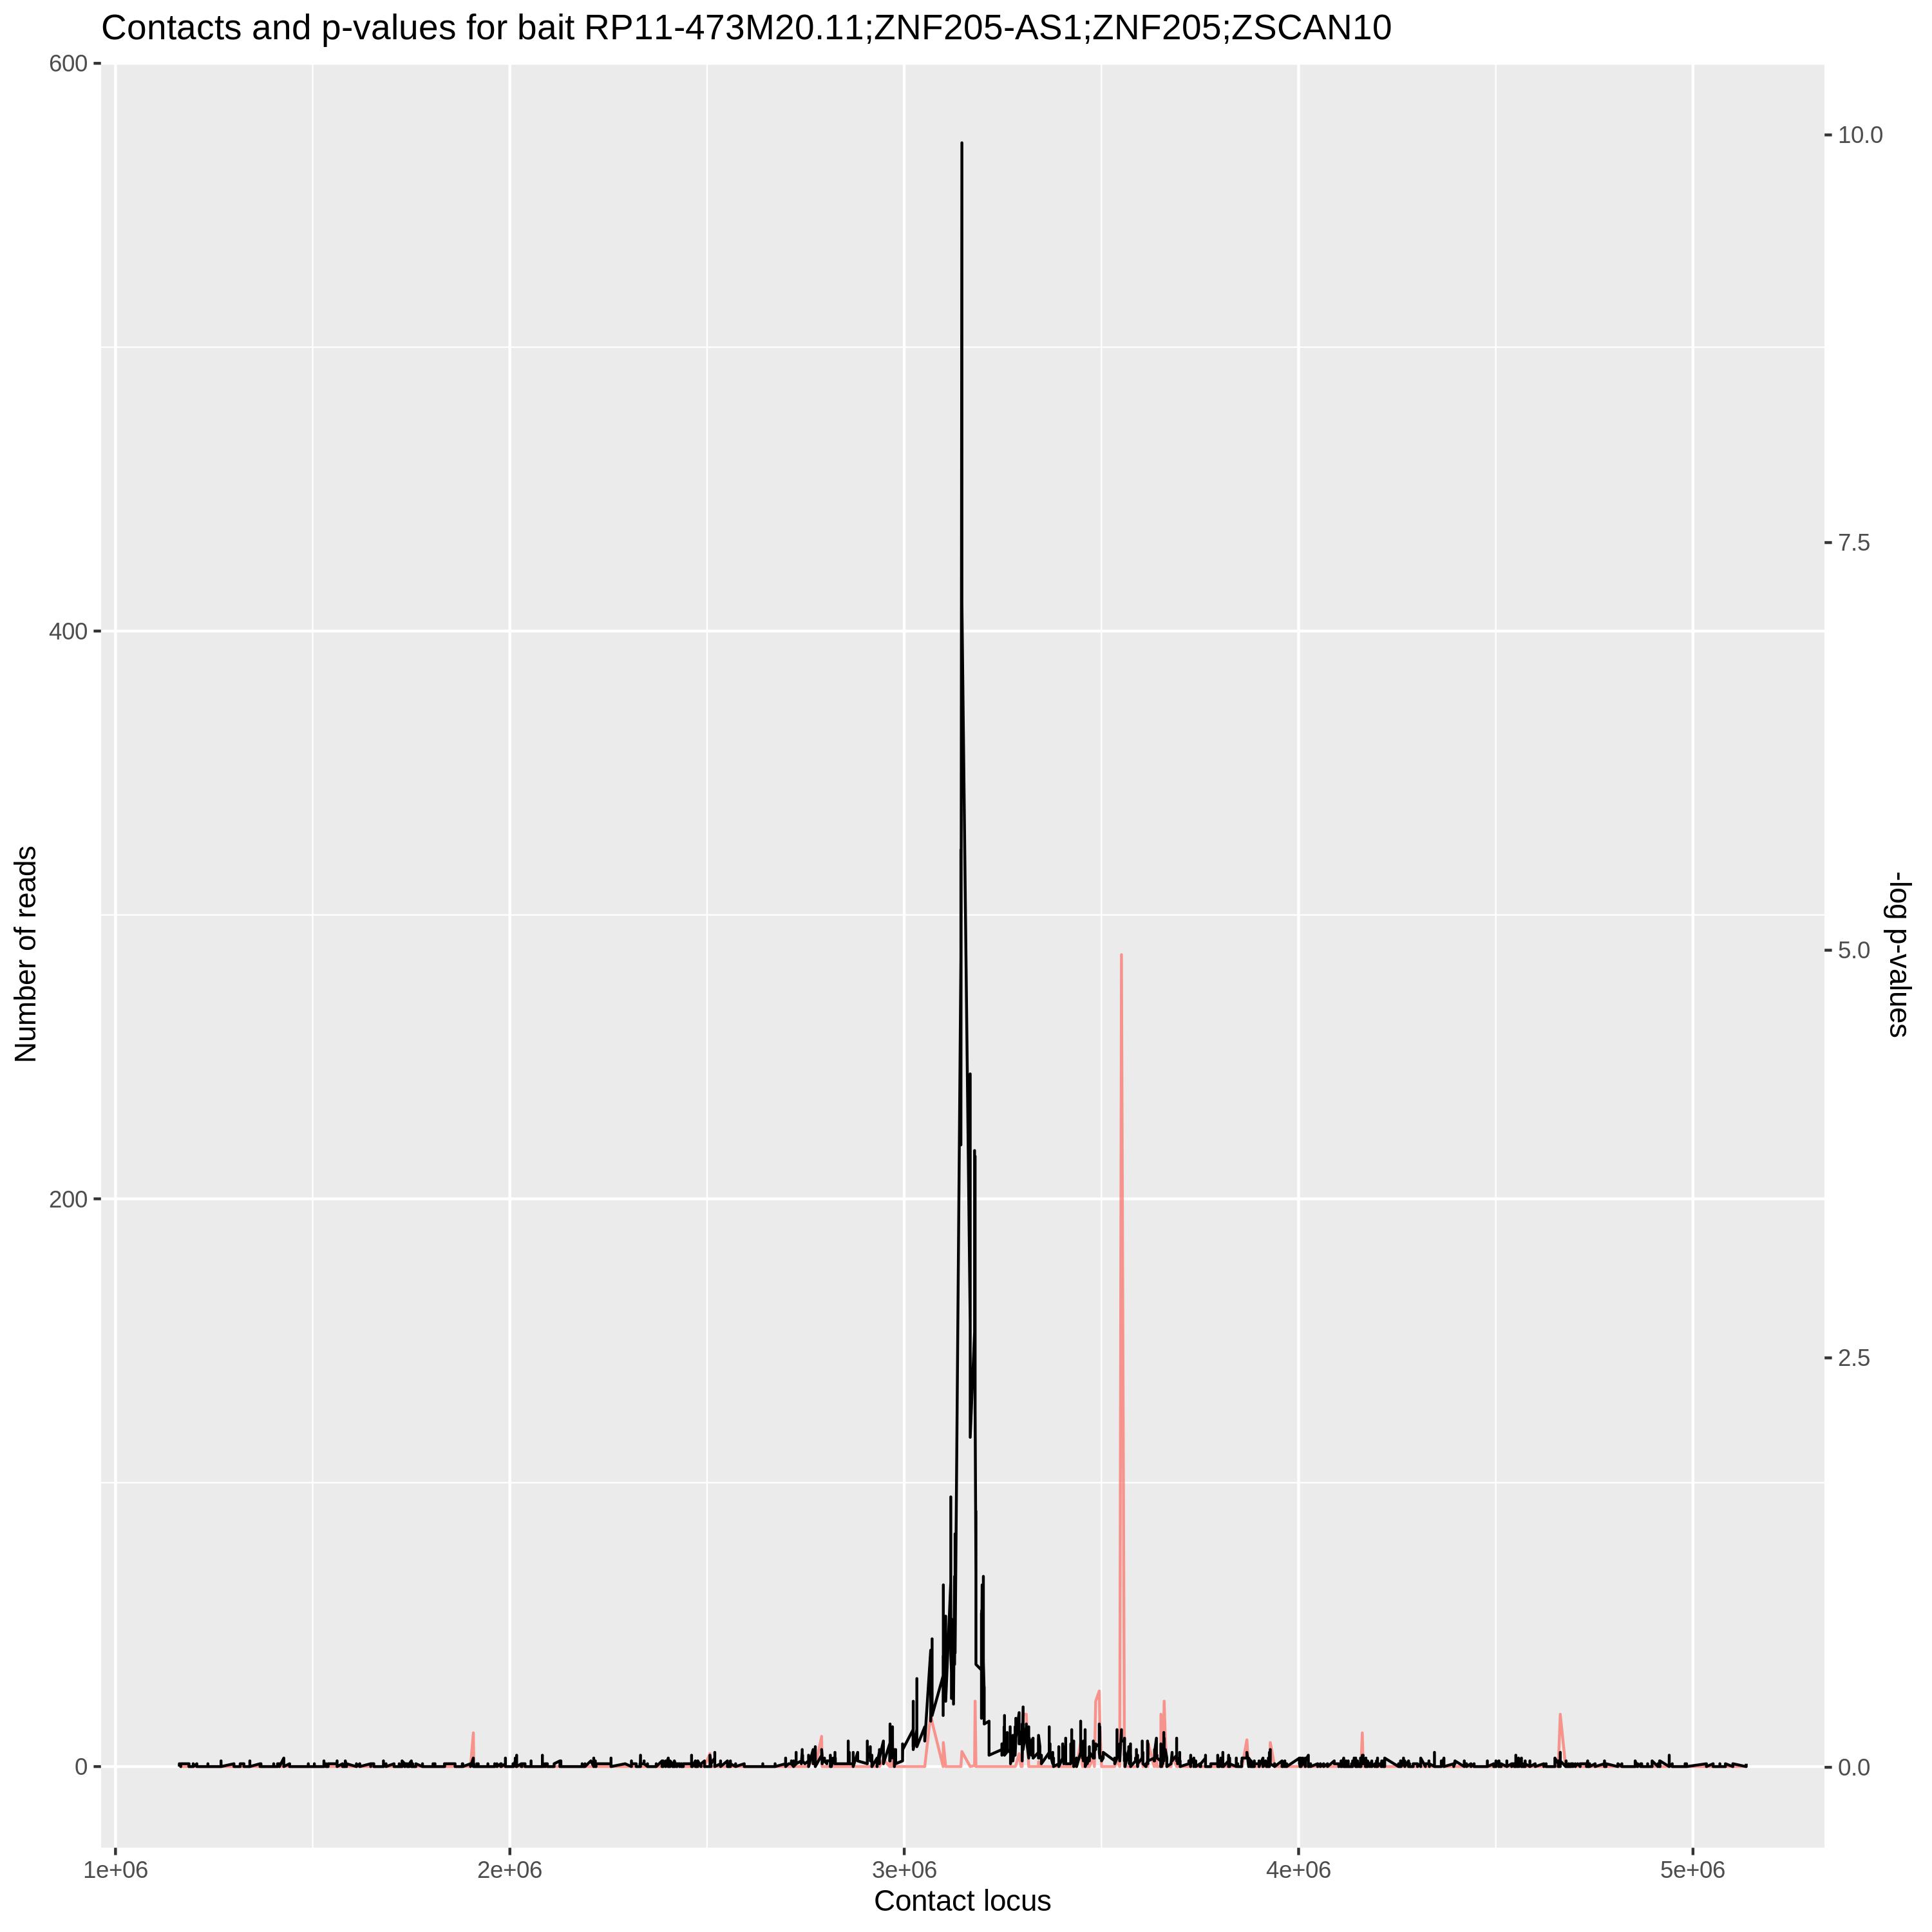 Contacts and p-values for bait RP11-473M20.11;ZNF205-AS1;ZNF205;ZSCAN10
600
400
200
0
Number of reads
10.0
7.5
5.0
2.5
0.0
-log p-values
1e+06
2e+06
3e+06
4e+06
5e+06
Contact locus